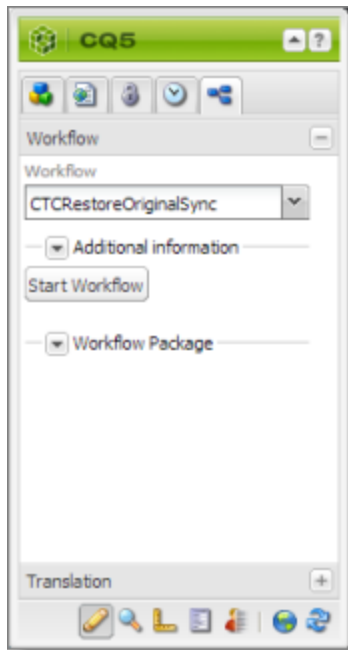 CQ5
?
Workflow
Workflow
CTCRestoreOriginalSync
Additional information
Start Workflow
Workflow Package
Translation